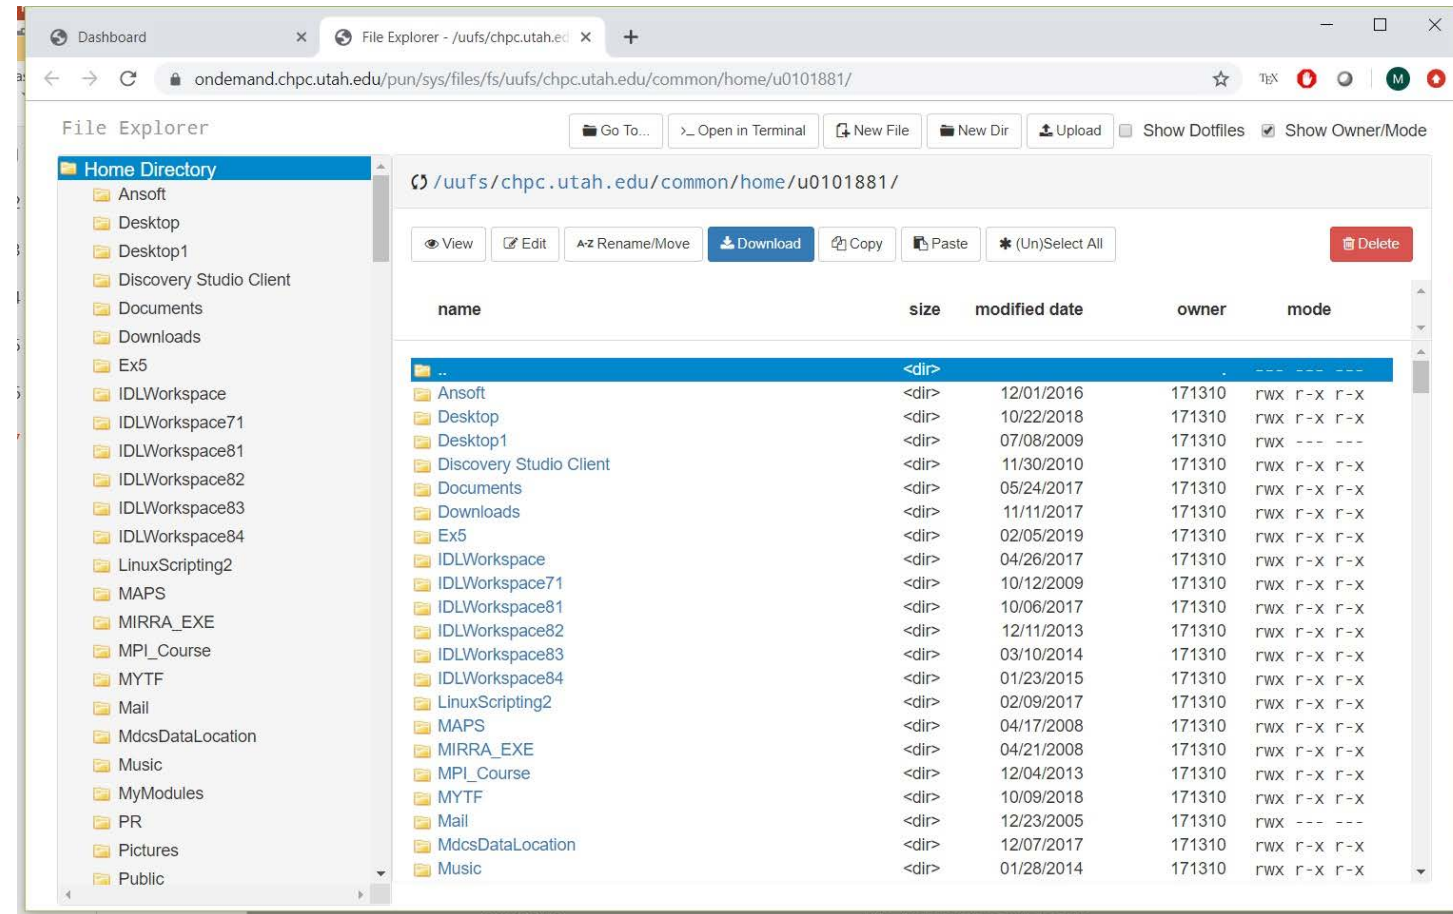 Dashboard × File Explorer - /uufs/chpc.utah.ed × +
ondemand.chpc.utah.edu/pun/sys/files/fs/uufs/chpc.utah.edu/common/home/u0101881/ TEX M
File Explorer Go To... >_ Open in Terminal New File New Dir Upload Show Dotfiles Show Owner/Mode
Home Directory
Ansoft
Desktop
Desktop1
Discovery Studio Client
Documents
Downloads
Ex5
IDLWorkspace
IDLWorkspace71
IDLWorkspace81
IDLWorkspace82
IDLWorkspace83
IDLWorkspace84
LinuxScripting2
MAPS
MIRRA_EXE
MPI_Course
MYTF
Mail
MdcsDataLocation
Music
MyModules
PR
Pictures
Public
/uufs/chpc.utah.edu/common/home/u0101881/
View Edit A-Z Rename/Move Download Copy Paste (Un)Select All Delete
name size modified date owner mode
.. <dir> . --- --- ---
Ansoft <dir> 12/01/2016 171310 rwx r-x r-x
Desktop <dir> 10/22/2018 171310 rwx r-x r-x
Desktop1 <dir> 07/08/2009 171310 rwx --- ---
Discovery Studio Client <dir> 11/30/2010 171310 rwx r-x r-x
Documents <dir> 05/24/2017 171310 rwx r-x r-x
Downloads <dir> 11/11/2017 171310 rwx r-x r-x
Ex5 <dir> 02/05/2019 171310 rwx r-x r-x
IDLWorkspace <dir> 04/26/2017 171310 rwx r-x r-x
IDLWorkspace71 <dir> 10/12/2009 171310 rwx r-x r-x
IDLWorkspace81 <dir> 10/06/2017 171310 rwx r-x r-x
IDLWorkspace82 <dir> 12/11/2013 171310 rwx r-x r-x
IDLWorkspace83 <dir> 03/10/2014 171310 rwx r-x r-x
IDLWorkspace84 <dir> 01/23/2015 171310 rwx r-x r-x
LinuxScripting2 <dir> 02/09/2017 171310 rwx r-x r-x
MAPS <dir> 04/17/2008 171310 rwx r-x r-x
MIRRA_EXE <dir> 04/21/2008 171310 rwx r-x r-x
MPI_Course <dir> 12/04/2013 171310 rwx r-x r-x
MYTF <dir> 10/09/2018 171310 rwx r-x r-x
Mail <dir> 12/23/2005 171310 rwx --- ---
MdcsDataLocation <dir> 12/07/2017 171310 rwx r-x r-x
Music <dir> 01/28/2014 171310 rwx r-x r-x